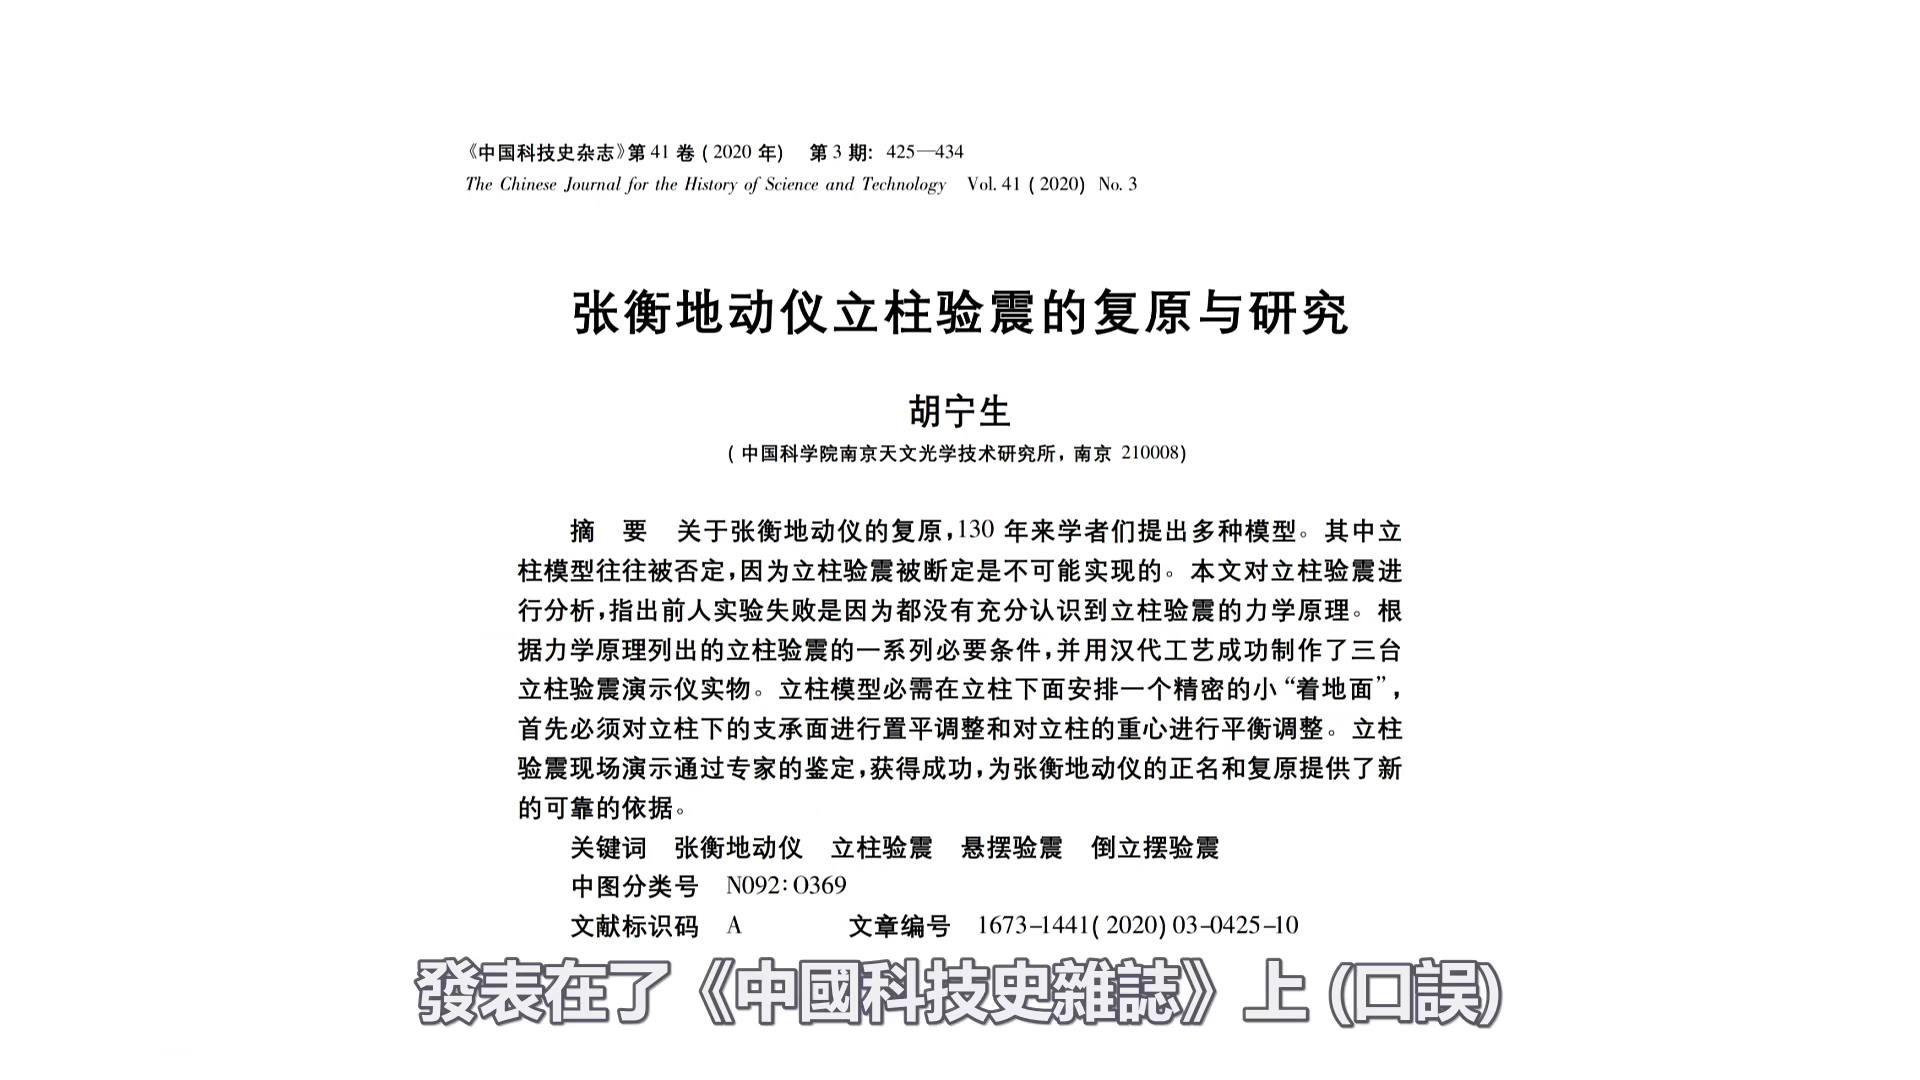 《中国科技史杂志》第 41 卷 ( 2020 年) 第 3 期: 425—434
The Chinese Journal for the History of Science and Technology Vol. 41 ( 2020) No. 3
张衡地动仪立柱验震的复原与研究
胡宁生
( 中国科学院南京天文光学技术研究所，南京 210008)
摘 要 关于张衡地动仪的复原，130 年来学者们提出多种模型。其中立
柱模型往往被否定，因为立柱验震被断定是不可能实现的。本文对立柱验震进
行分析，指出前人实验失败是因为都没有充分认识到立柱验震的力学原理。根
据力学原理列出的立柱验震的一系列必要条件，并用汉代工艺成功制作了三台
立柱验震演示仪实物。立柱模型必需在立柱下面安排一个精密的小“着地面”，
首先必须对立柱下的支承面进行置平调整和对立柱的重心进行平衡调整。立柱
验震现场演示通过专家的鉴定，获得成功，为张衡地动仪的正名和复原提供了新
的可靠的依据。
关键词 张衡地动仪 立柱验震 悬摆验震 倒立摆验震
中图分类号 N092∶O369
文献标识码 A 文章编号 1673-1441( 2020) 03-0425-10
發表在了《中國科技史雜誌》上 (口誤)